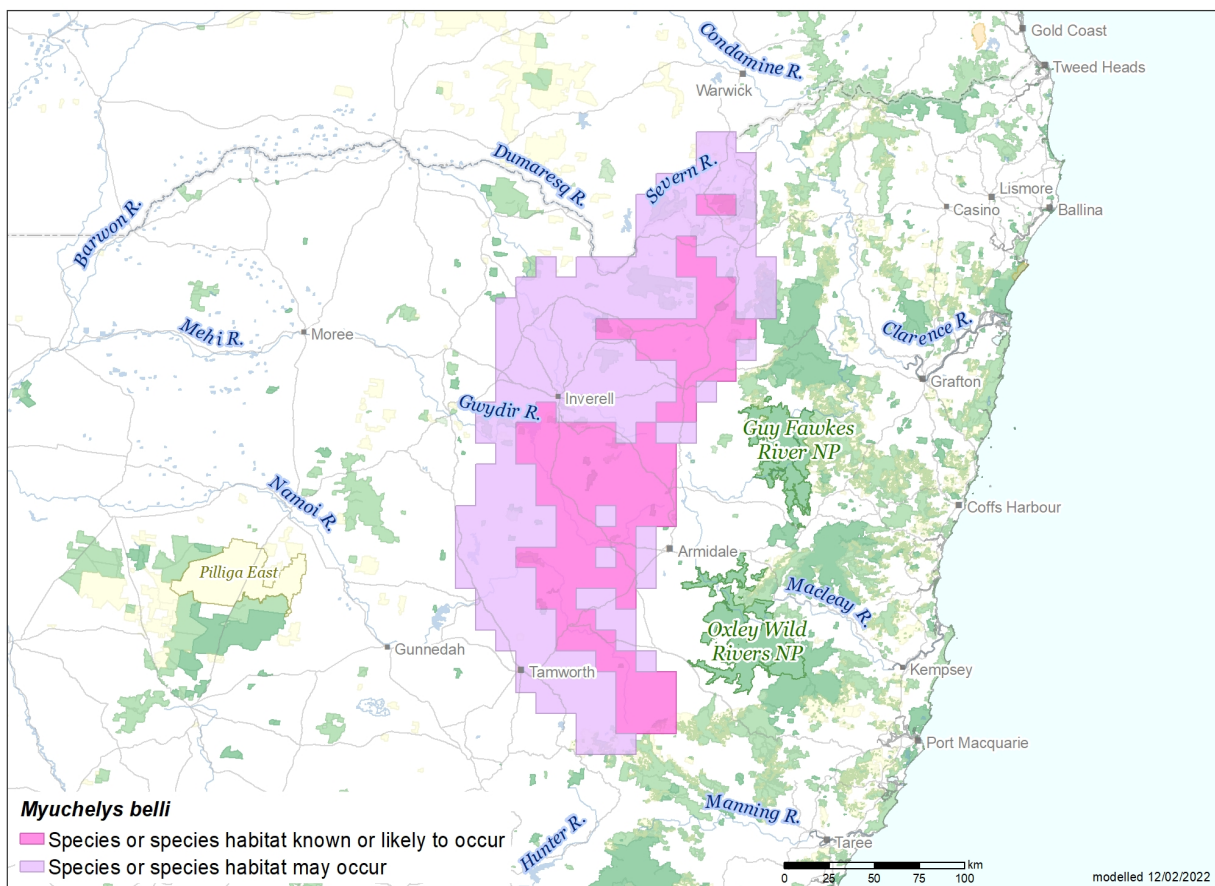 Gold Coast
Condamine R.
Tweed Heads
Warwick
Dumaresq R.
Severn R.
Lismore
Casino
Ballina
Barwon R.
Mehi R.
Moree
Clarence R.
Grafton
Inverell
Gwydir R.
Guy Fawkes
River NP
Namoi R.
Coffs Harbour
Armidale
Pilliga East
Macleay R.
Oxley Wild
Rivers NP
Gunnedah
Tamworth
Kempsey
Port Macquarie
Manning R.
Hunter R.
Taree
Myuchelys belli
Species or species habitat known or likely to occur
Species or species habitat may occur
km
0 25 50 75 100
modelled 12/02/2022